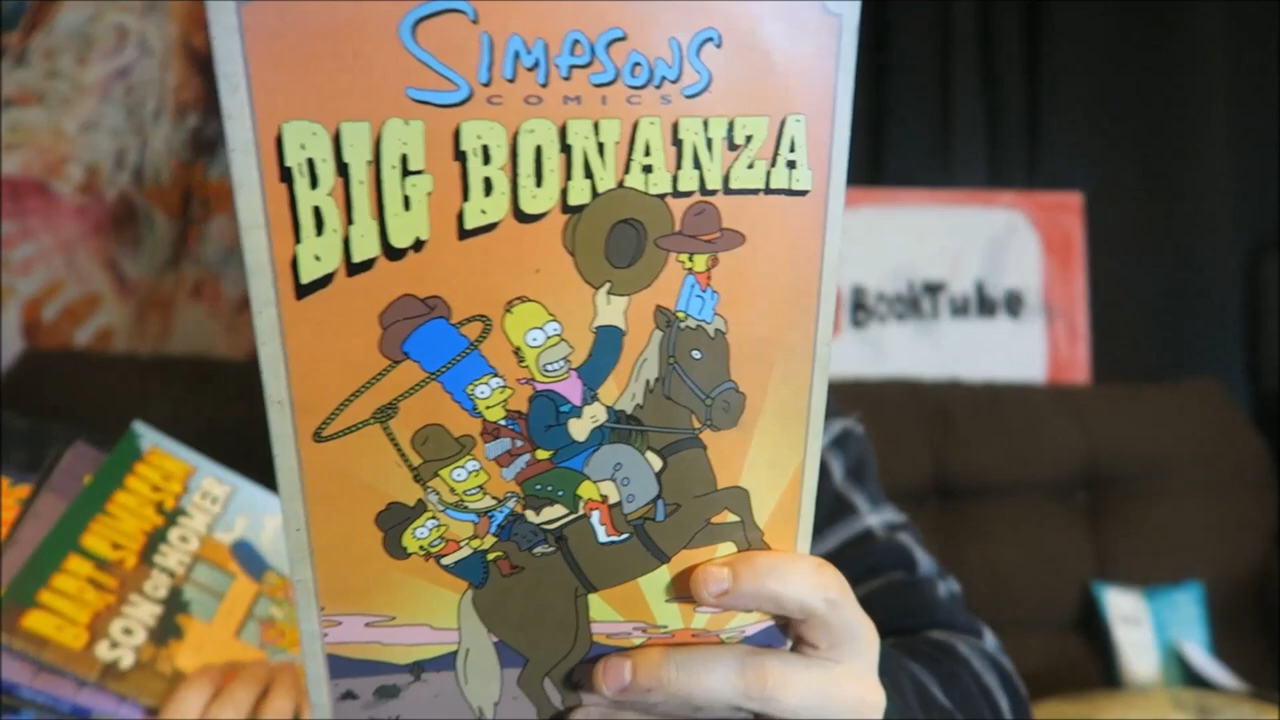 SIMPSONS
COMICS
BIG BONANZA
BookTube
BART SIMPSON
SON OF HOMER